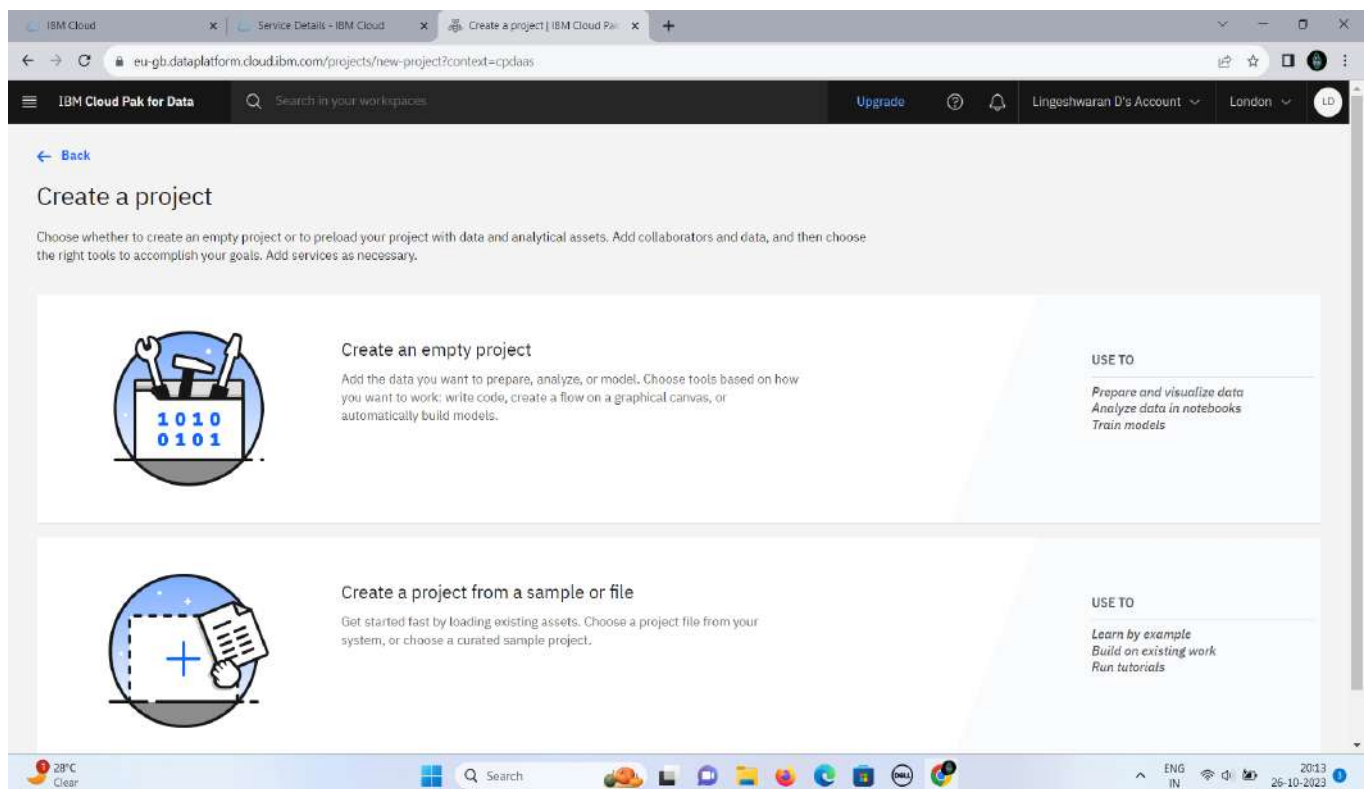 IBM Cloud
Service Details - IBM Cloud
Create a project | IBM Cloud Pa
eu-gb.dataplatform.cloud.ibm.com/projects/new-project?context=cpdaas
IBM Cloud Pak for Data
Search in your workspaces
Upgrade
Lingeshwaran D's Account
London
LD
Back
Create a project
Choose whether to create an empty project or to preload your project with data and analytical assets. Add collaborators and data, and then choose
the right tools to accomplish your goals. Add services as necessary.
1010
0101
Create an empty project
Add the data you want to prepare, analyze, or model. Choose tools based on how
you want to work: write code, create a flow on a graphical canvas, or
automatically build models.
USE TO
Prepare and visualize data
Analyze data in notebooks
Train models
Create a project from a sample or file
Get started fast by loading existing assets. Choose a project file from your
system, or choose a curated sample project.
USE TO
Learn by example
Build on existing work
Run tutorials
1
28°C
Clear
Search
DELL
ENG
IN
20:13
26-10-2023